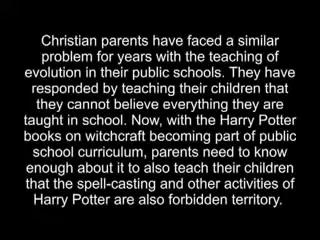 Christian parents have faced a similar
problem for years with the teaching of
evolution in their public schools. They have
responded by teaching their children that
they cannot believe everything they are
taught in school. Now, with the Harry Potter
books on witchcraft becoming part of public
school curriculum, parents need to know
enough about it to also teach their children
that the spell-casting and other activities of
Harry Potter are also forbidden territory.